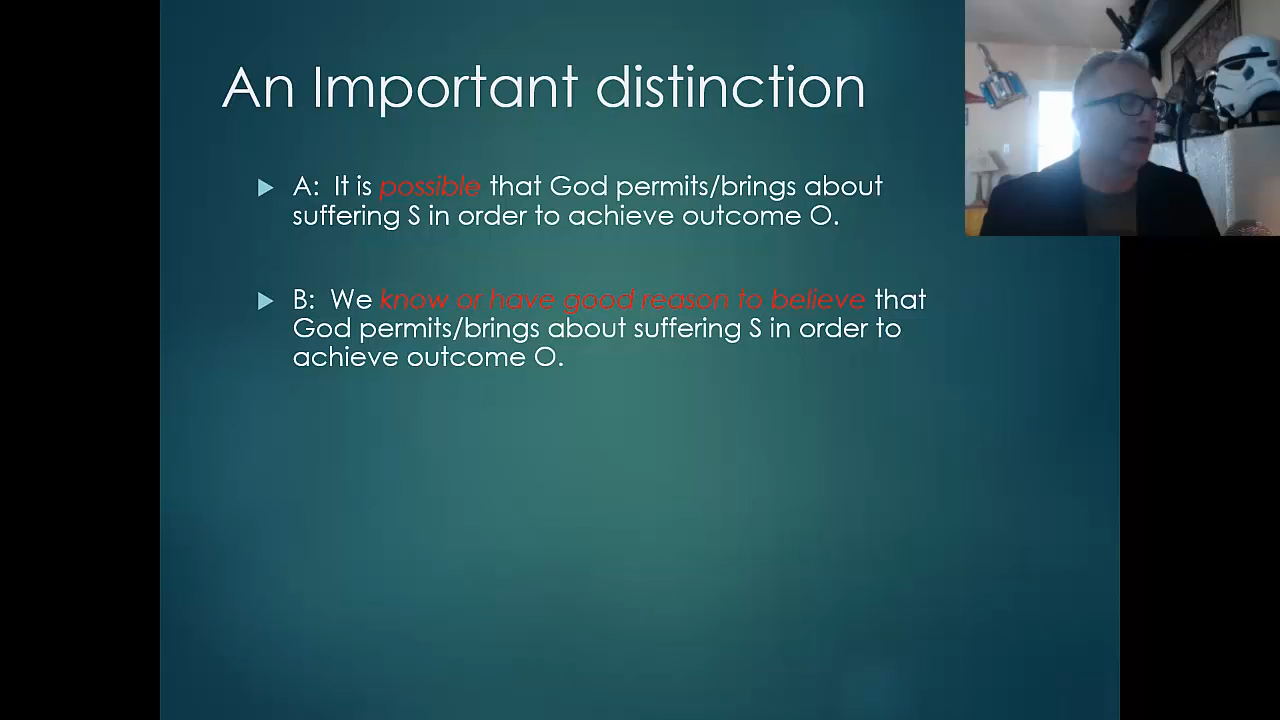 An Important distinction
A: It is possible that God permits/brings about
suffering S in order to achieve outcome O.
B: We know or have good reason to believe that
God permits/brings about suffering S in order to
achieve outcome O.